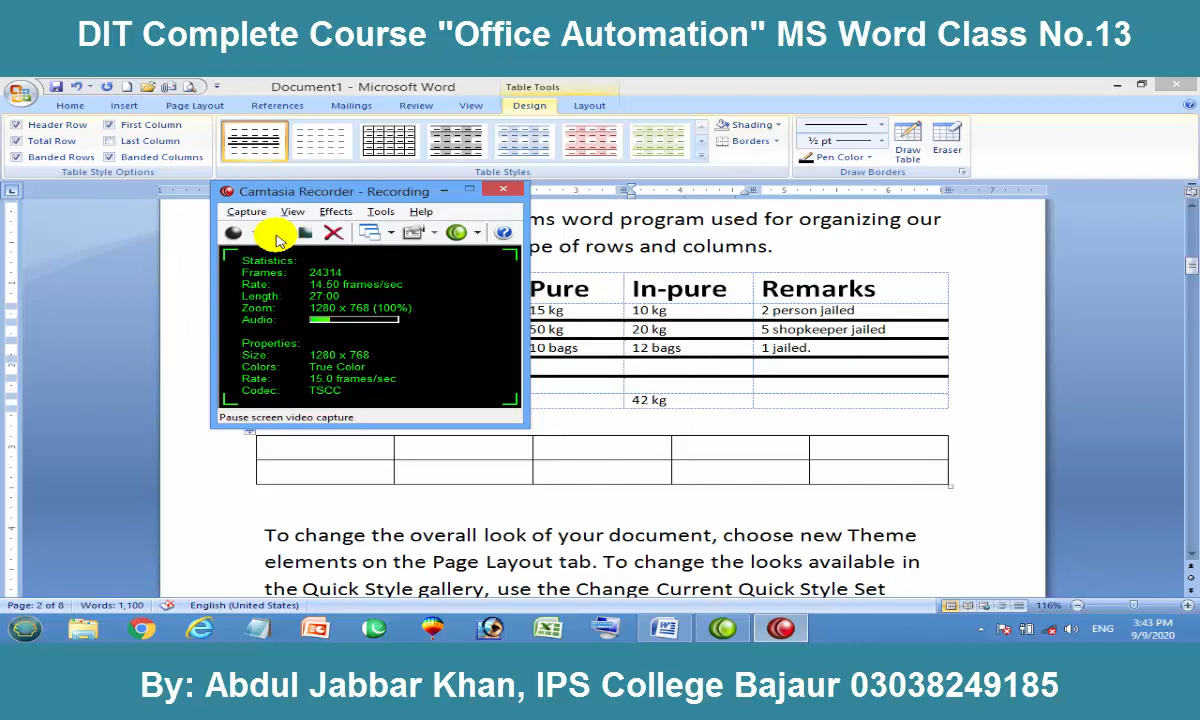 DIT Complete Course "Office Automation" MS Word Class No.13
Document1 - Microsoft Word
Table Tools
Home Insert Page Layout References Mailings Review View Design Layout
Header Row First Column
Total Row Last Column
Banded Rows Banded Columns
Table Style Options
Shading
Borders
Table Styles
½ pt
Pen Color
Draw Table
Eraser
Draw Borders
Camtasia Recorder - Recording
Capture View Effects Tools Help
Statistics:
Frames: 24314
Rate: 14.50 frames/sec
Length: 27:00
Zoom: 1280 x 768 (100%)
Audio:
Properties:
Size: 1280 x 768
Colors: True Color
Rate: 15.0 frames/sec
Codec: TSCC
Pause screen video capture
1 3 4 5 6 7
ms word program used for organizing our
pe of rows and columns.
Pure In-pure Remarks
15 kg 10 kg 2 person jailed
50 kg 20 kg 5 shopkeeper jailed
10 bags 12 bags 1 jailed.
42 kg
To change the overall look of your document, choose new Theme
elements on the Page Layout tab. To change the looks available in
the Quick Style gallery, use the Change Current Quick Style Set
Page: 2 of 8 Words: 1,100 English (United States) 116%
ENG
3:43 PM
9/9/2020
By: Abdul Jabbar Khan, IPS College Bajaur 03038249185